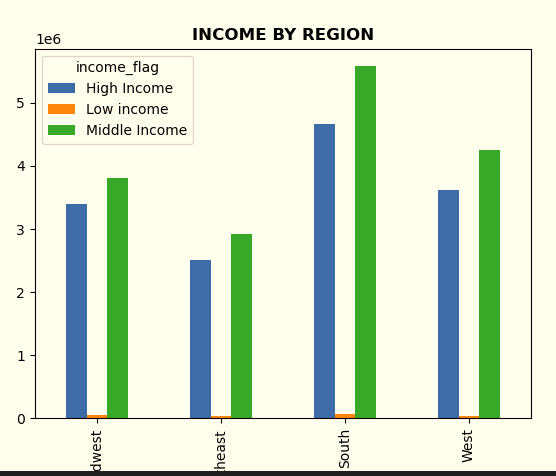 INCOME BY REGION
1e6
income_flag
High Income
Low income
Middle Income
5
4
3
2
1
0
dwest
heast
South
West